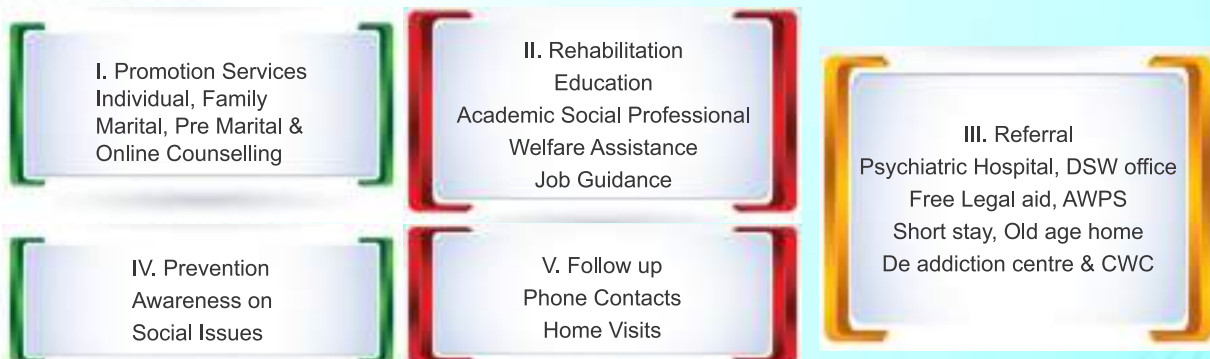 I. Promotion Services
Individual, Family
Marital, Pre Marital &
Online Counselling
II. Rehabilitation
Education
Academic Social Professional
Welfare Assistance
Job Guidance
III. Referral
Psychiatric Hospital, DSW office
Free Legal aid, AWPS
Short stay, Old age home
De addiction centre & CWC
IV. Prevention
Awareness on
Social Issues
V. Follow up
Phone Contacts
Home Visits